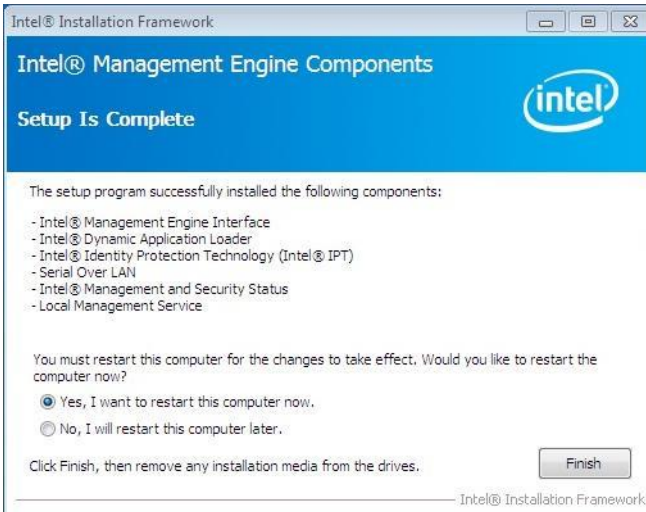 Intel® Installation Framework
Intel® Management Engine Components
intel
Setup Is Complete
The setup program successfully installed the following components:
- Intel® Management Engine Interface
- Intel® Dynamic Application Loader
- Intel® Identity Protection Technology (Intel® IPT)
- Serial Over LAN
- Intel® Management and Security Status
- Local Management Service
You must restart this computer for the changes to take effect. Would you like to restart the
computer now?
Yes, I want to restart this computer now.
No, I will restart this computer later.
Click Finish, then remove any installation media from the drives.
Finish
Intel® Installation Framework